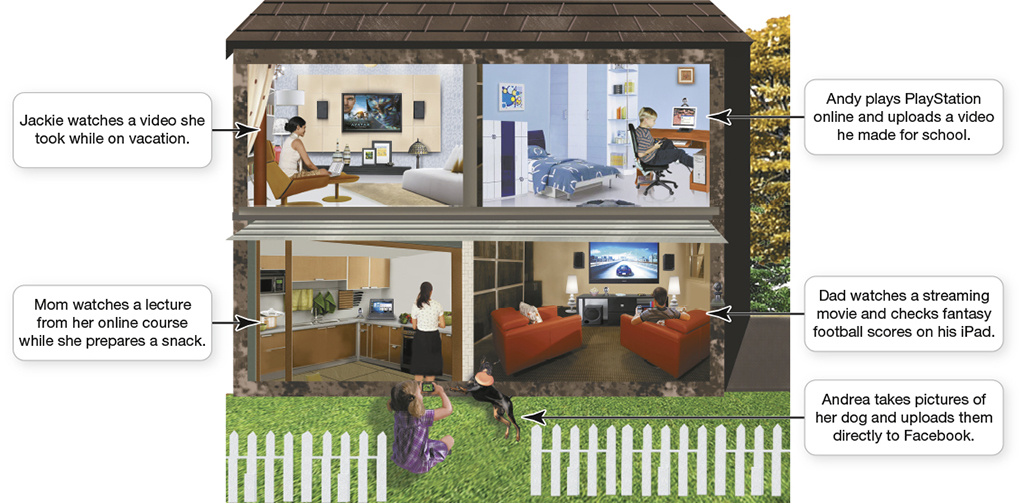 Jackie watches a video she
took while on vacation.
Andy plays PlayStation
online and uploads a video
he made for school.
Mom watches a lecture
from her online course
while she prepares a snack.
Dad watches a streaming
movie and checks fantasy
football scores on his iPad.
Andrea takes pictures of
her dog and uploads them
directly to Facebook.